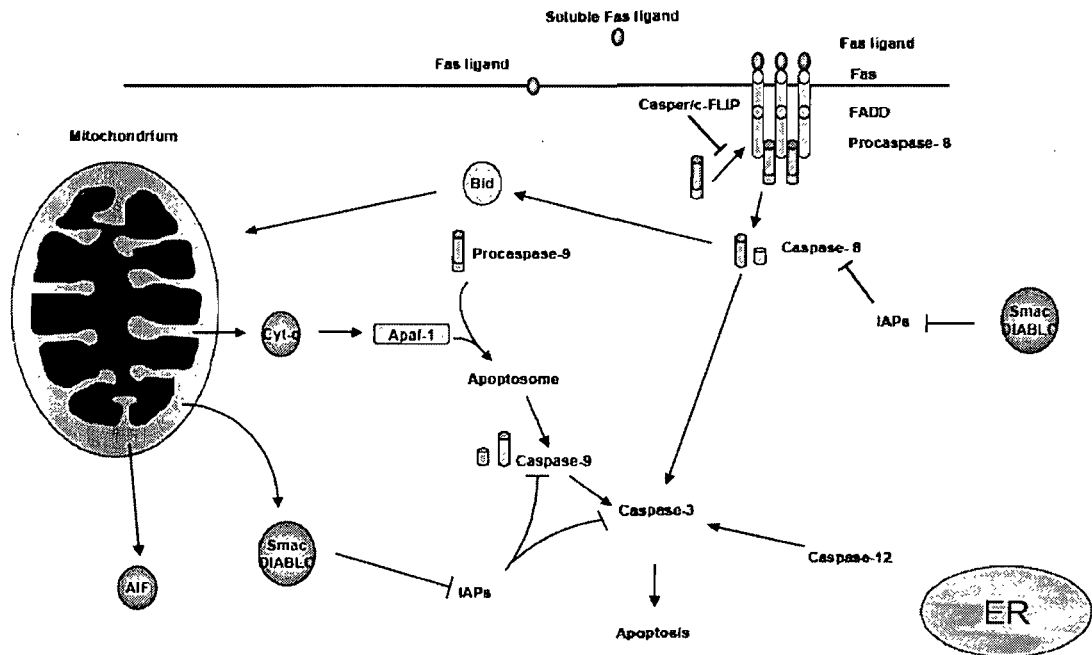 Soluble Fas ligand
Fas ligand
Fas ligand
Fas
Casper/c-FLIP
FADD
Mitochondrium
Procaspase- 8
Bid
Procaspase-9
Caspase- 8
IAPs
Smac
DIABLO
Cyt-c
Apaf-1
Apoptosome
Caspase-9
Caspase-3
Smac
DIABLO
Caspase-12
AIF
IAPs
ER
Apoptosis